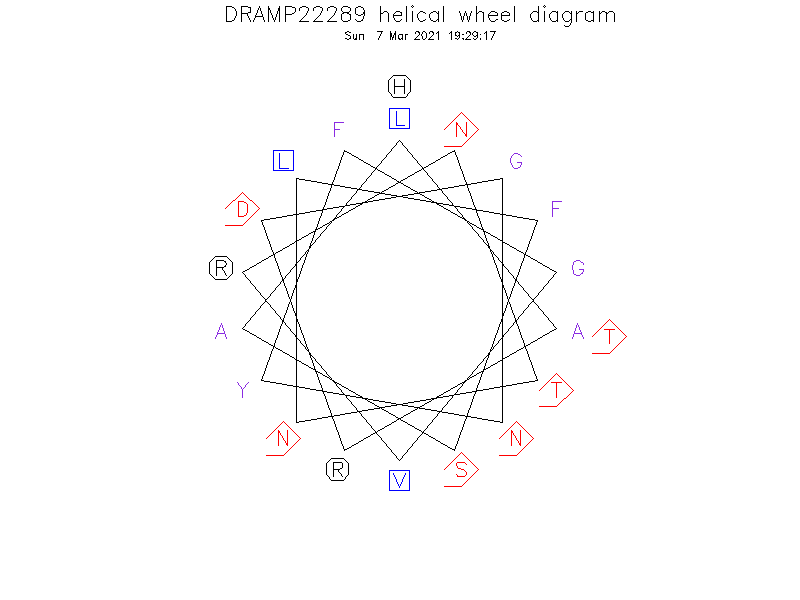 DRAMP22289 helical wheel diagram
Sun 7 Mar 2021 19:29:17
H
F L N
L G
D F
R G
A A T
Y T
N N
R V S